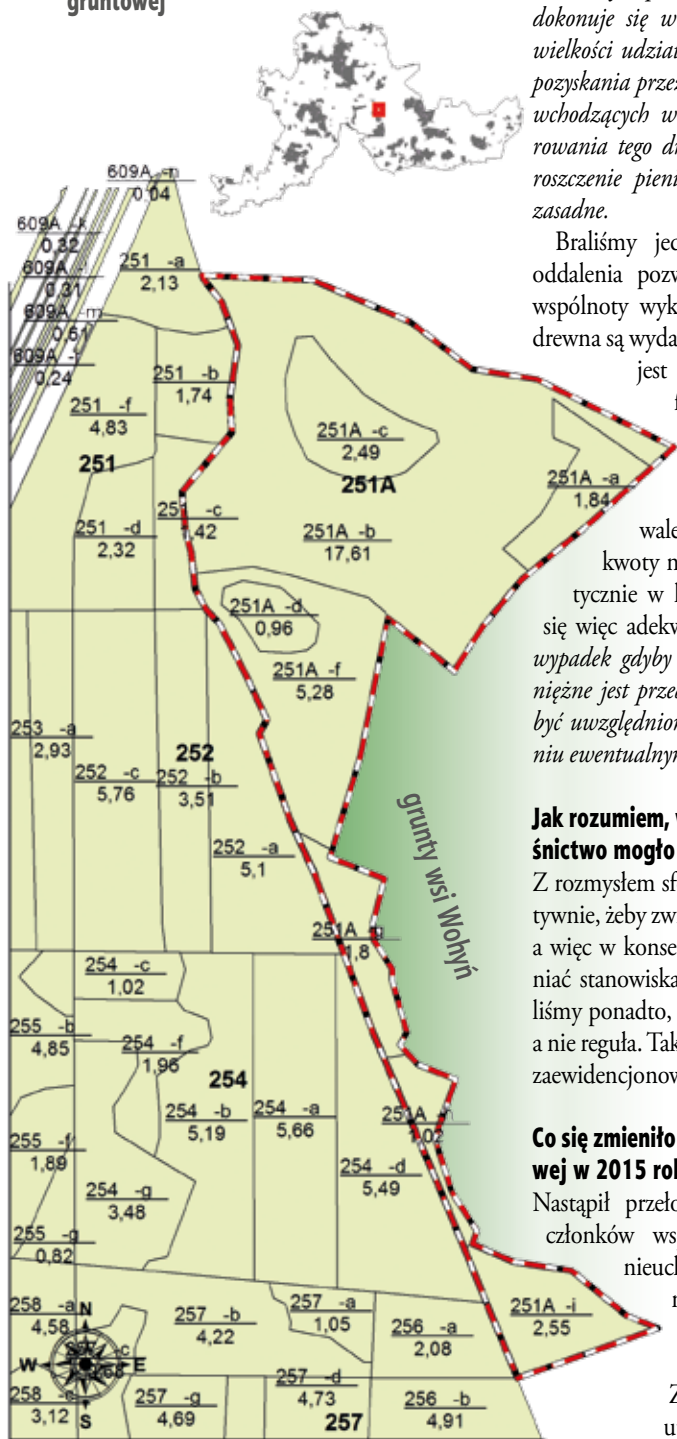 gruntowej
609A -n
0,04
609A -k
0,32
609A -l
0,31
609A -m
0,61
609A
0,24
251 -a
2,13
251 -b
1,74
251 -f
4,83
251
251 -c
1,42
251 -d
2,32
251A -c
2,49
251A
251A -a
1,84
251A -b
17,61
251A -d
0,96
251A -f
5,28
253 -a
2,93
252
252 -c
5,76
252 -b
3,51
252 -a
5,1
grunty wsi Wohyń
251A -g
1,8
254 -c
1,02
255 -b
4,85
254 -f
1,96
254
254 -b
5,19
254 -a
5,66
251A
1,02
255 -f
1,89
254 -d
5,49
254 -g
3,48
255 -g
0,82
258 -a
4,58
257 -b
4,22
257 -a
1,05
256 -a
2,08
251A -i
2,55
N
W
E
S
258
3,12
257 -g
4,69
257 -d
4,73
257
256 -b
4,91
dokonuje się w
wielkości udział
pozyskania przez
wchodzących w
rowania tego dr
roszczenie pieni
zasadne.
Braliśmy jed
oddalenia pozw
wspólnoty wyk
drewna są wyda
jest
f
wale
kwoty n
tycznie w
się więc adekw
wypadek gdyby
niężne jest przed
być uwzględnion
niu ewentualnym
Jak rozumiem, w
śnictwo mogło
Z rozmysłem sf
tywnie, żeby zw
a więc w konse
niać stanowiska
liśmy ponadto,
a nie reguła. Tak
zaewidencjonow
Co się zmieniło
wej w 2015 rok
Nastąpił przeło
członków ws
nieuch
Z